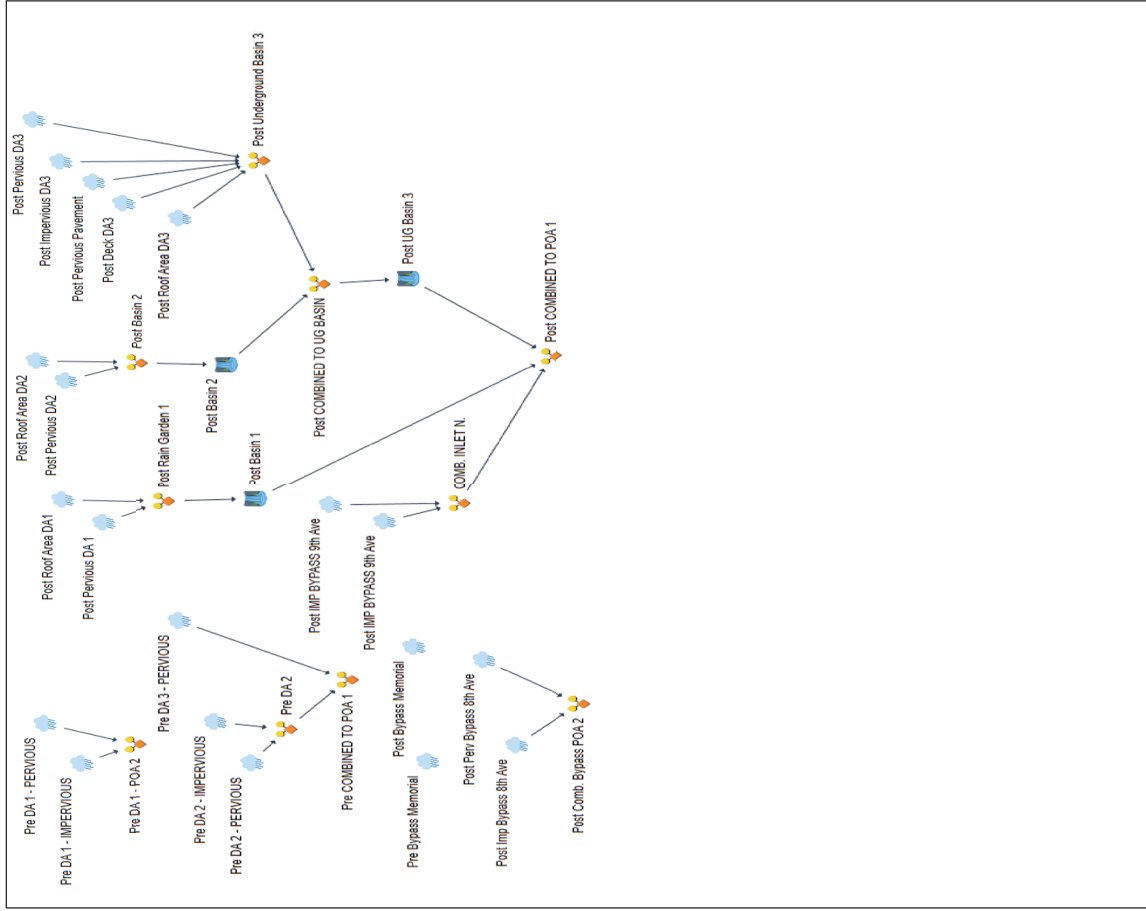 Pre DA 1 - PERVIOUS
Pre DA 1 - IMPERVIOUS
Pre DA 1 - POA 2
Pre DA 2 - IMPERVIOUS
Pre DA 2 - PERVIOUS
Pre DA 3 - PERVIOUS
Pre DA 2
Pre COMBINED TO POA 1
Pre Bypass Memorial
Post Bypass Memorial
Post Perv Bypass 8th Ave
Post Imp Bypass 8th Ave
Post Comb. Bypass POA 2
Post Roof Area DA1
Post Pervious DA 1
Post Rain Garden 1
Post Basin 1
Post IMP BYPASS 9th Ave
Post IMP BYPASS 9th Ave
COMB. INLET N.
Post Roof Area DA2
Post Pervious DA2
Post Basin 2
Post Basin 2
Post COMBINED TO UG BASIN
Post Pervious DA3
Post Impervious DA3
Post Pervious Pavement
Post Deck DA3
Post Roof Area DA3
Post Underground Basin 3
Post UG Basin 3
Post COMBINED TO POA 1